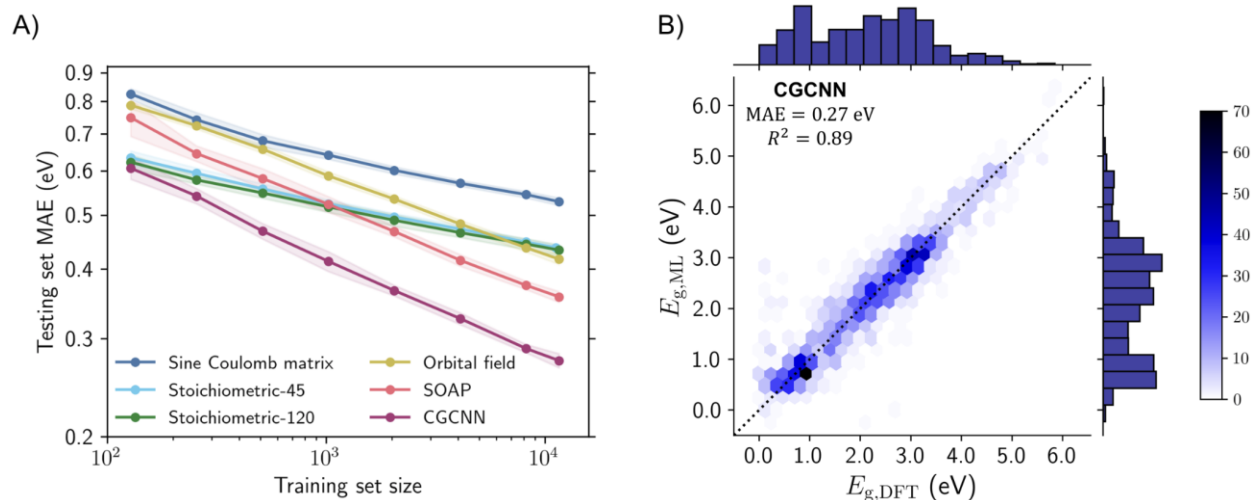 A)
0.9
0.8
0.7
0.6
0.5
0.4
0.3
0.2
Testing set MAE (eV)
Sine Coulomb matrix
Stoichiometric-45
Stoichiometric-120
Orbital field
SOAP
CGCNN
10² 10³ 10⁴
Training set size
B)
CGCNN
MAE = 0.27 eV
R² = 0.89
6.0
5.0
4.0
3.0
2.0
1.0
0.0
E_g,ML (eV)
0.0 1.0 2.0 3.0 4.0 5.0 6.0
E_g,DFT (eV)
70
60
50
40
30
20
10
0